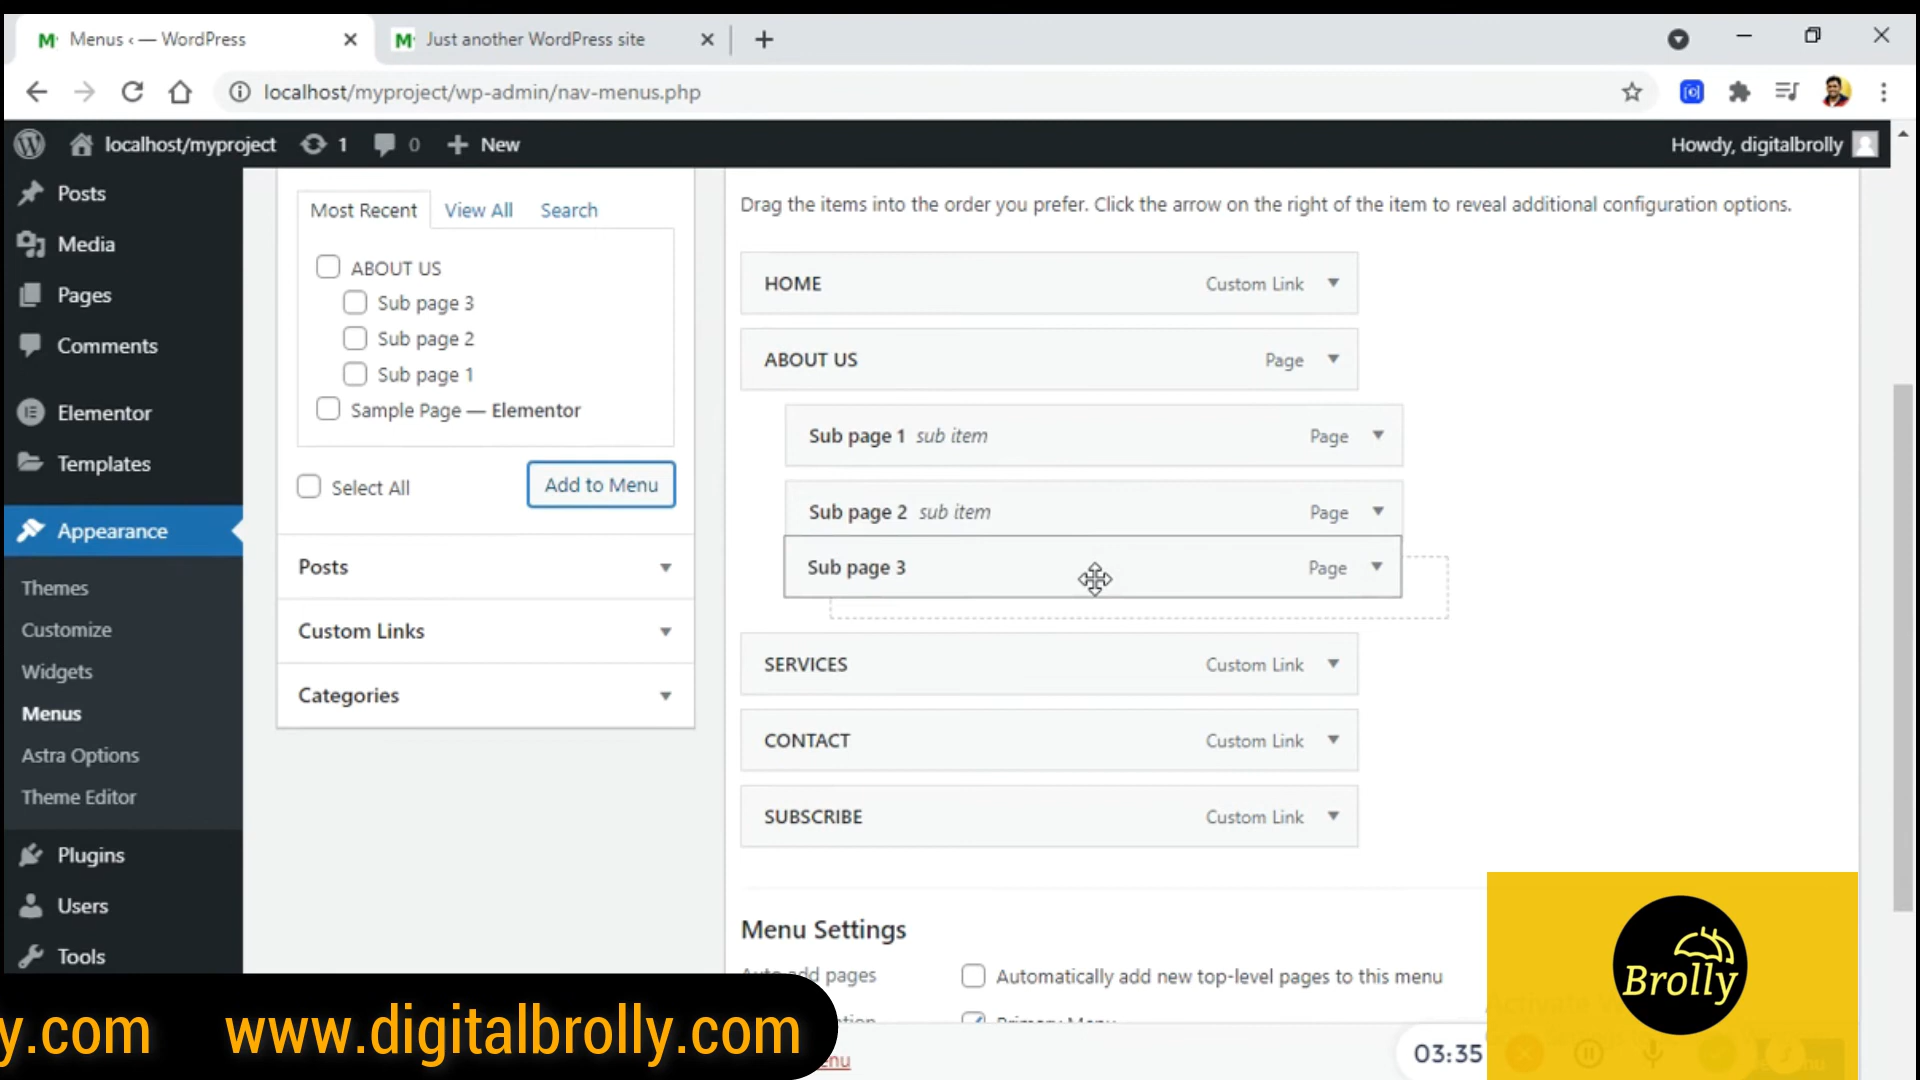 Menus ‹ — WordPress
Just another WordPress site
localhost/myproject/wp-admin/nav-menus.php
localhost/myproject 1 0 New
Howdy, digitalbrolly
Posts
Media
Pages
Comments
Elementor
Templates
Appearance
Themes
Customize
Widgets
Menus
Astra Options
Theme Editor
Plugins
Users
Tools
Most Recent View All Search
ABOUT US
Sub page 3
Sub page 2
Sub page 1
Sample Page — Elementor
Select All Add to Menu
Posts
Custom Links
Categories
Drag the items into the order you prefer. Click the arrow on the right of the item to reveal additional configuration options.
HOME Custom Link
ABOUT US Page
Sub page 1 sub item Page
Sub page 2 sub item Page
Sub page 3 Page
SERVICES Custom Link
CONTACT Custom Link
SUBSCRIBE Custom Link
Menu Settings
Auto add pages Automatically add new top-level pages to this menu
Primary Menu
y.com www.digitalbrolly.com
03:35
Brolly